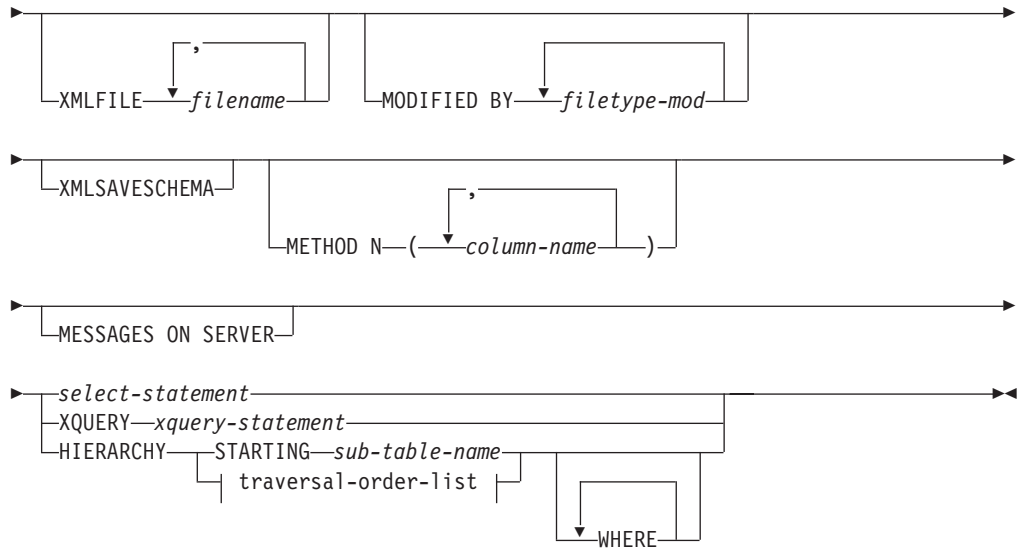 ,
XMLFILE filename MODIFIED BY filetype-mod
,
XMLSAVESCHEMA
METHOD N ( column-name )
MESSAGES ON SERVER
select-statement
XQUERY xquery-statement
HIERARCHY STARTING sub-table-name
traversal-order-list
WHERE